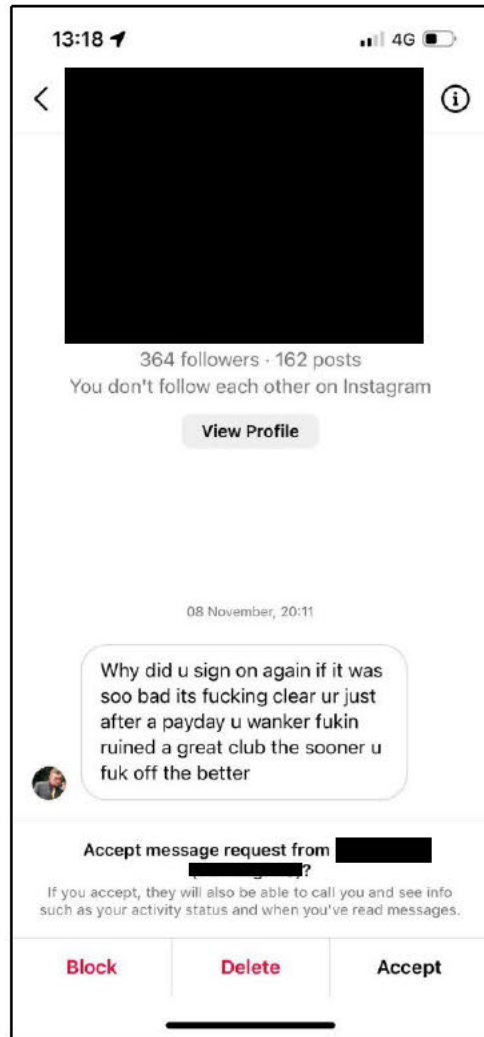 13:18
4G
364 followers · 162 posts
You don't follow each other on Instagram
View Profile
08 November, 20:11
Why did u sign on again if it was
soo bad its fucking clear ur just
after a payday u wanker fukin
ruined a great club the sooner u
fuk off the better
Accept message request from
?
If you accept, they will also be able to call you and see info
such as your activity status and when you've read messages.
Block
Delete
Accept